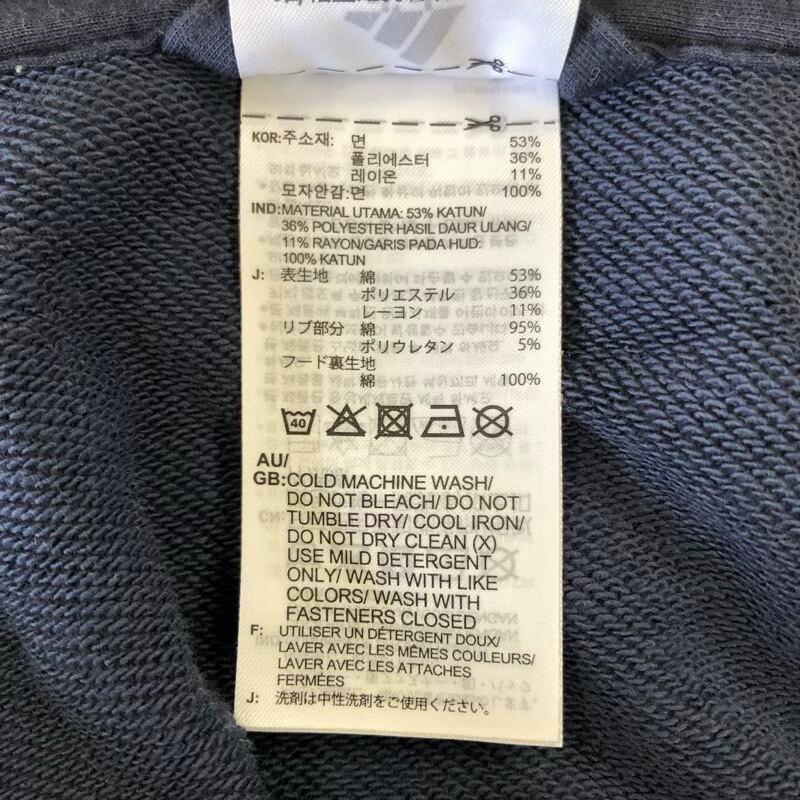 KOR: 주소재: 면 53%
폴리에스터 36%
레이온 11%
모자안감: 면 100%
IND: MATERIAL UTAMA: 53% KATUN/
36% POLYESTER HASIL DAUR ULANG/
11% RAYON/GARIS PADA HUD:
100% KATUN
J: 表生地 綿 53%
ポリエステル 36%
レーヨン 11%
リブ部分 綿 95%
ポリウレタン 5%
フード裏生地
綿 100%
40
AU/
GB: COLD MACHINE WASH/
DO NOT BLEACH/ DO NOT
TUMBLE DRY/ COOL IRON/
DO NOT DRY CLEAN (X)
USE MILD DETERGENT
ONLY/ WASH WITH LIKE
COLORS/ WASH WITH
FASTENERS CLOSED
F: UTILISER UN DÉTERGENT DOUX/
LAVER AVEC LES MÊMES COULEURS/
LAVER AVEC LES ATTACHES
FERMÉES
J: 洗剤は中性洗剤をご使用ください。